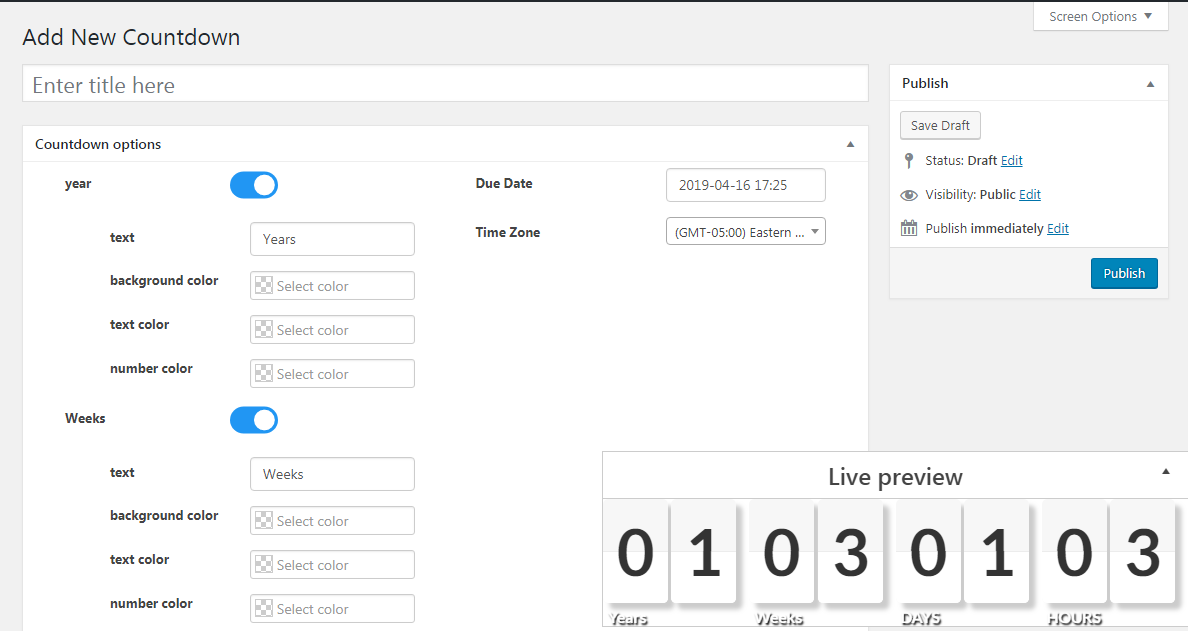 Screen Options
Add New Countdown
Enter title here
Countdown options
year
text
Years
background color
Select color
text color
Select color
number color
Select color
Weeks
text
Weeks
background color
Select color
text color
Select color
number color
Select color
Due Date
2019-04-16 17:25
Time Zone
(GMT-05:00) Eastern ...
Publish
Save Draft
Status: Draft Edit
Visibility: Public Edit
Publish immediately Edit
Publish
Live preview
0 1 0 3 0 1 0 3
Years Weeks DAYS HOURS